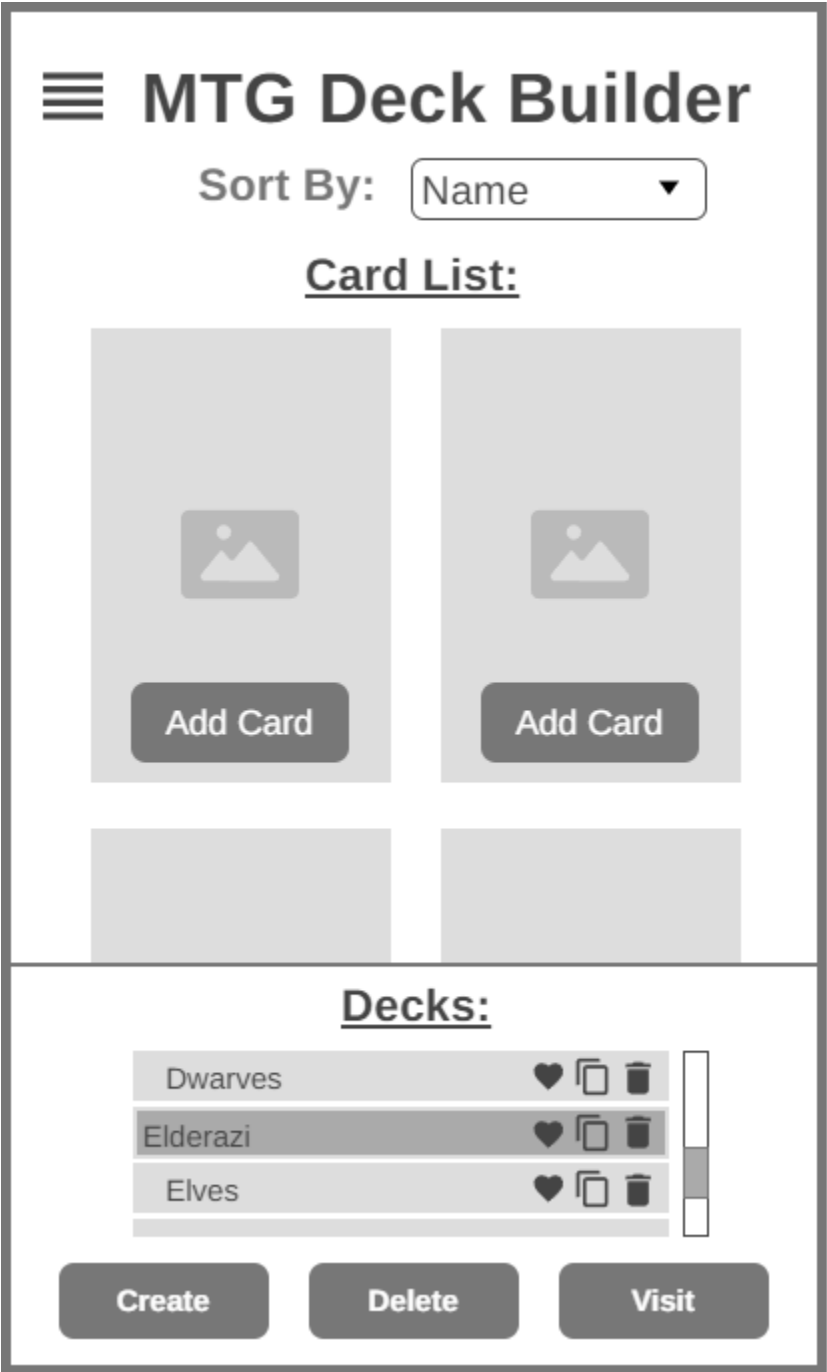 MTG Deck Builder
Sort By: Name
Card List:
Add Card Add Card
Decks:
Dwarves
Elderazi
Elves
Create Delete Visit